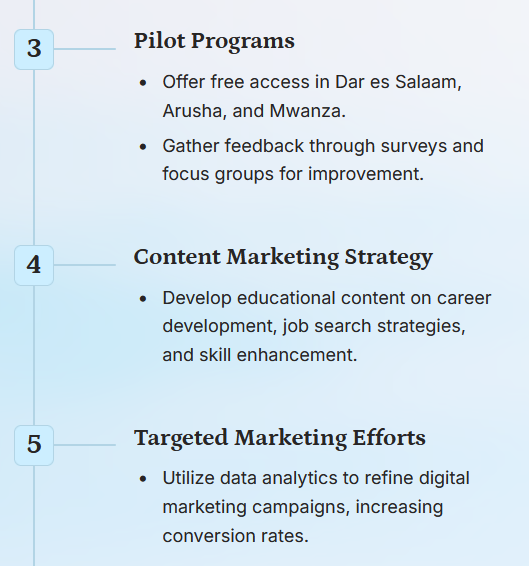 3
Pilot Programs
• Offer free access in Dar es Salaam,
Arusha, and Mwanza.
• Gather feedback through surveys and
focus groups for improvement.
4
Content Marketing Strategy
• Develop educational content on career
development, job search strategies,
and skill enhancement.
5
Targeted Marketing Efforts
• Utilize data analytics to refine digital
marketing campaigns, increasing
conversion rates.